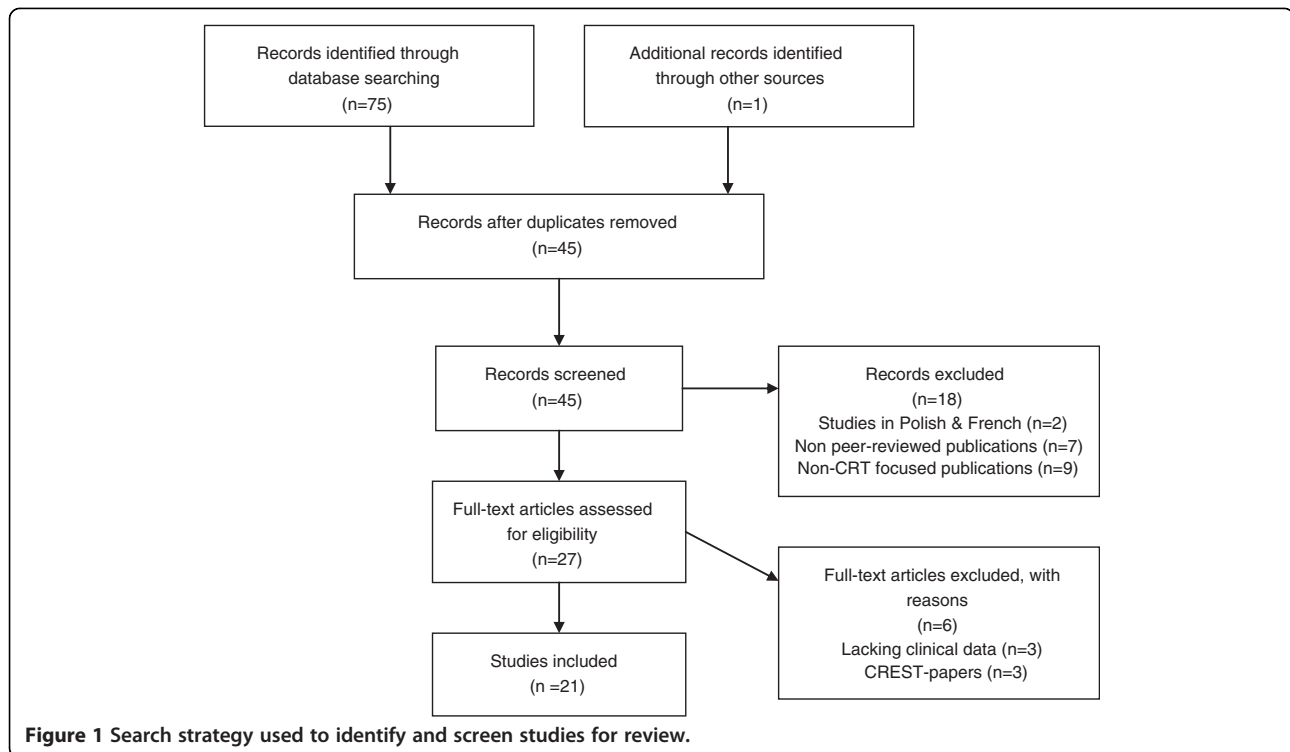 Records identified through
database searching
(n=75)
Additional records identified
through other sources
(n=1)
Records after duplicates removed
(n=45)
Records screened
(n=45)
Records excluded
(n=18)
Studies in Polish & French (n=2)
Non peer-reviewed publications (n=7)
Non-CRT focused publications (n=9)
Full-text articles assessed
for eligibility
(n=27)
Full-text articles excluded, with
reasons
(n=6)
Lacking clinical data (n=3)
CREST-papers (n=3)
Studies included
(n =21)
Figure 1 Search strategy used to identify and screen studies for review.